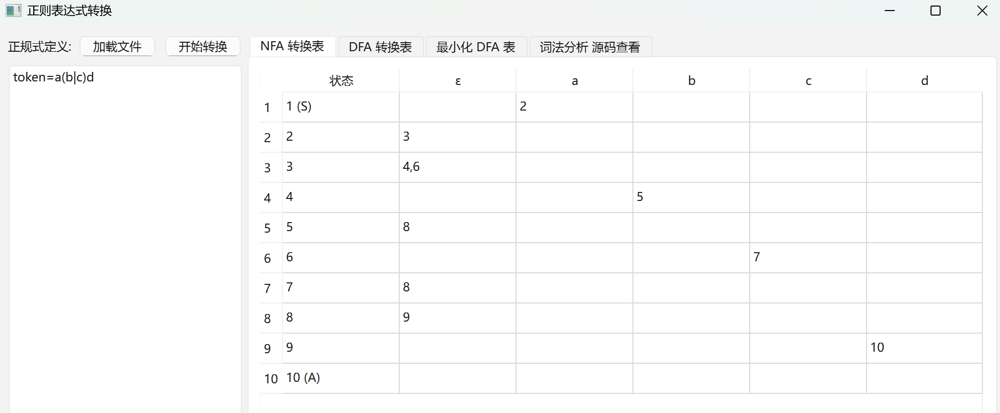 正则表达式转换
正规式定义: 加载文件 开始转换 NFA 转换表 DFA 转换表 最小化 DFA 表 词法分析 源码查看
token=a(b|c)d
状态 ε a b c d
1 1 (S) 2
2 2 3
3 3 4,6
4 4 5
5 5 8
6 6 7
7 7 8
8 8 9
9 9 10
10 10 (A)